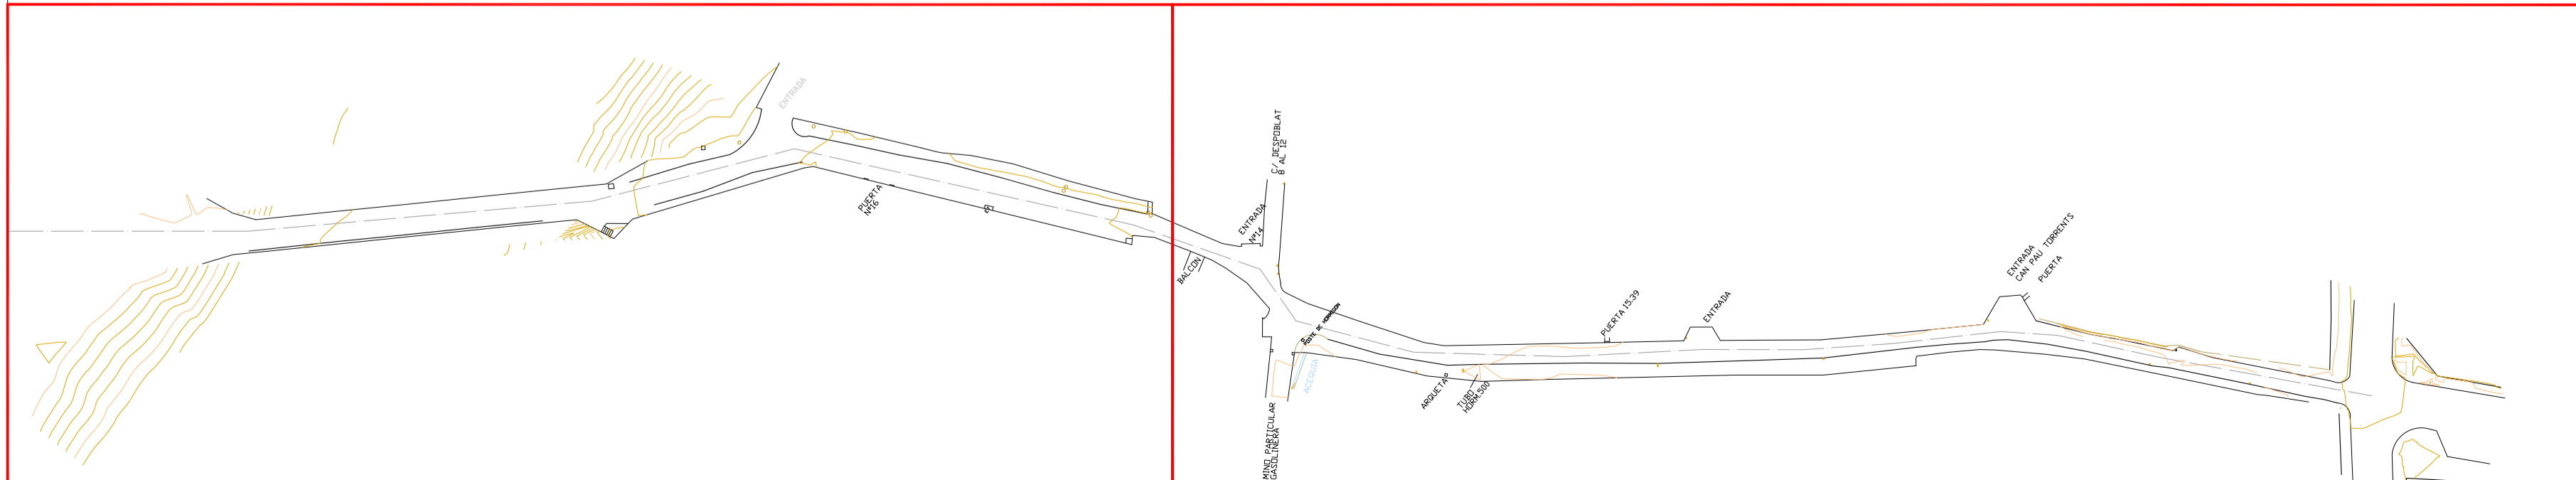 ENTRADA
PUERTA
Nº16
C/ DESPOBLAT
8 AL 12
ENTRADA
Nº14
BALCON
POSTE DE HORMIGON
ACEQUIA
MINO PARTICULAR
GASOLINERA
ARQUETA
TUBO
HORM.500
PUERTA 15.39
ENTRADA
ENTRADA
CAN PAU TORRENTS
PUERTA